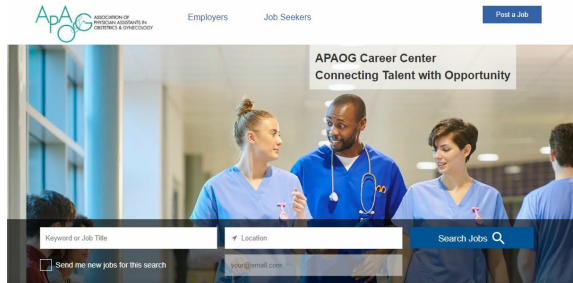 APAOG
ASSOCIATION OF
PHYSICIAN ASSISTANTS IN
OBSTETRICS & GYNECOLOGY
Employers
Job Seekers
Post a Job
APAOG Career Center
Connecting Talent with Opportunity
Keyword or Job Title
Location
Search Jobs
Send me new jobs for this search
your@email.com